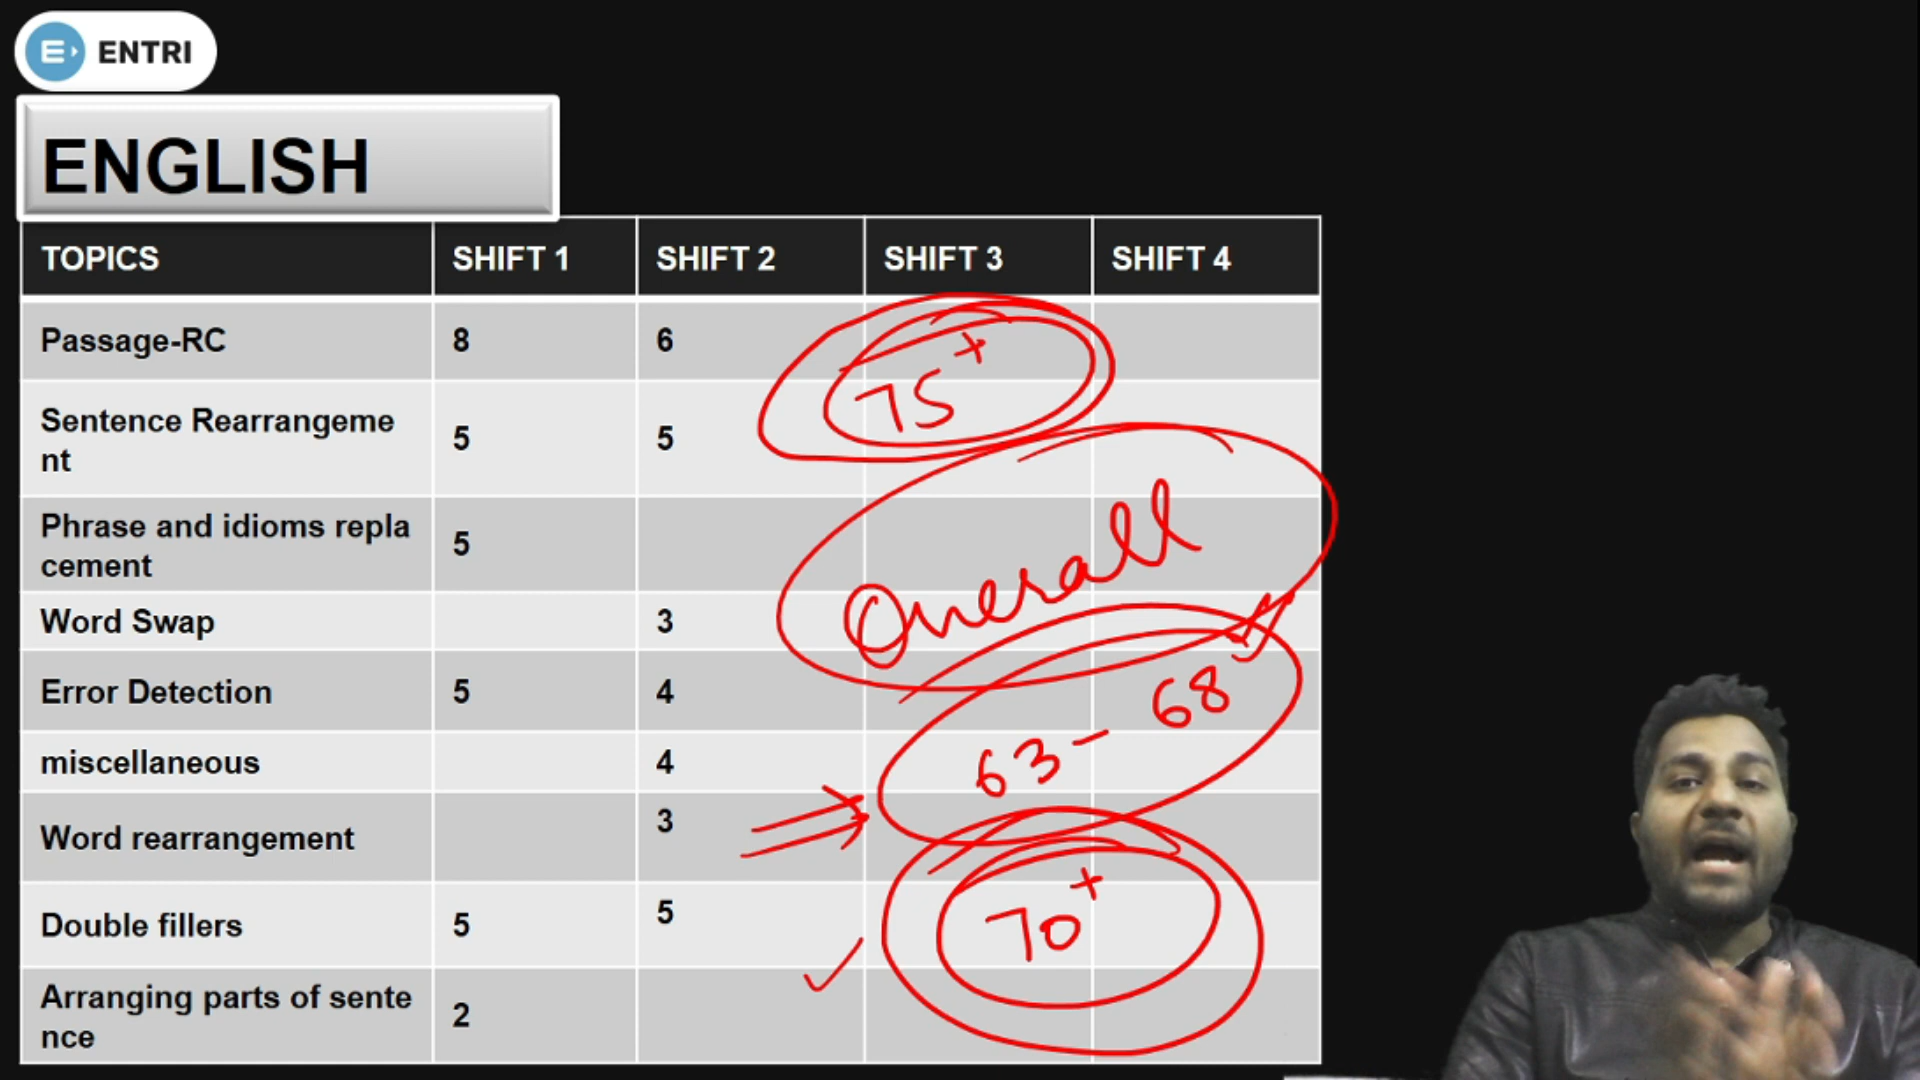 ENTRI
ENGLISH
TOPICS SHIFT 1 SHIFT 2 SHIFT 3 SHIFT 4
Passage-RC 8 6
75+
Sentence Rearrangeme
nt 5 5
Phrase and idioms repla
cement 5
Overall
Word Swap 3
Error Detection 5 4
63 - 68
miscellaneous 4
Word rearrangement 3
Double fillers 5 5
70+
Arranging parts of sente
nce 2